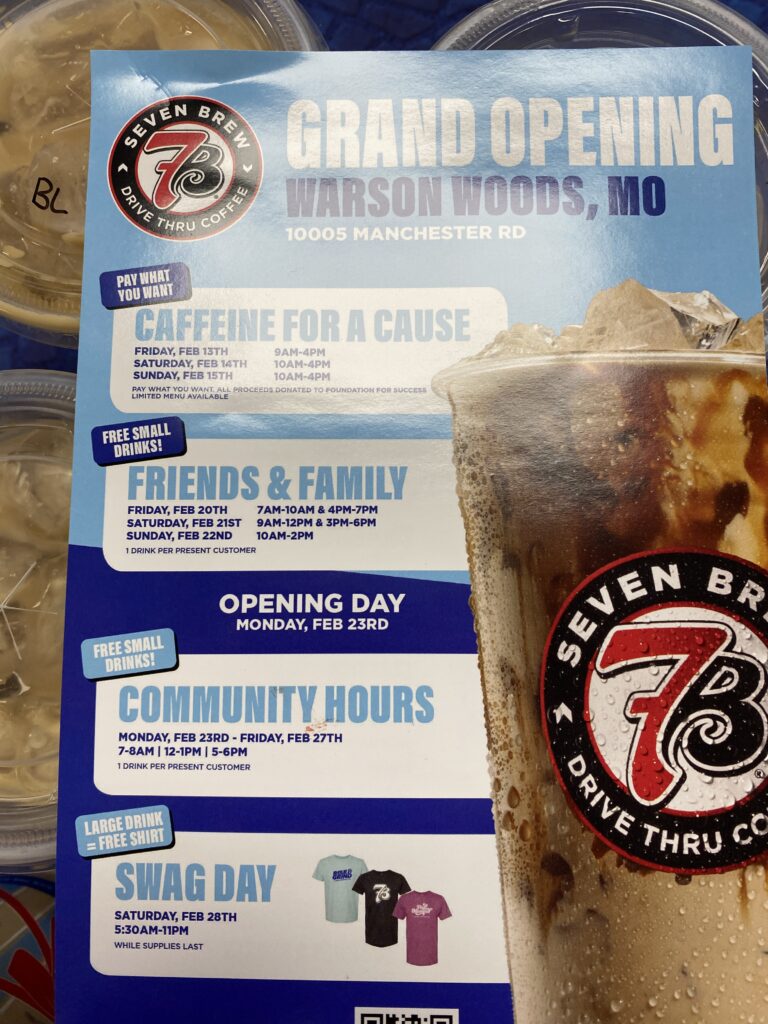 BL
SEVEN BREW
7B
DRIVE THRU COFFEE
GRAND OPENING
WARSON WOODS, MO
10005 MANCHESTER RD
PAY WHAT
YOU WANT
CAFFEINE FOR A CAUSE
FRIDAY, FEB 13TH 9AM-4PM
SATURDAY, FEB 14TH 10AM-4PM
SUNDAY, FEB 15TH 10AM-4PM
PAY WHAT YOU WANT. ALL PROCEEDS DONATED TO FOUNDATION FOR SUCCESS
LIMITED MENU AVAILABLE
FREE SMALL
DRINKS!
FRIENDS & FAMILY
FRIDAY, FEB 20TH 7AM-10AM & 4PM-7PM
SATURDAY, FEB 21ST 9AM-12PM & 3PM-6PM
SUNDAY, FEB 22ND 10AM-2PM
1 DRINK PER PRESENT CUSTOMER
OPENING DAY
MONDAY, FEB 23RD
FREE SMALL
DRINKS!
COMMUNITY HOURS
MONDAY, FEB 23RD - FRIDAY, FEB 27TH
7-8AM | 12-1PM | 5-6PM
1 DRINK PER PRESENT CUSTOMER
LARGE DRINK
= FREE SHIRT
SWAG DAY
SATURDAY, FEB 28TH
5:30AM-11PM
WHILE SUPPLIES LAST
7B
SEVEN BRE
7B
®
DRIVE THRU CO